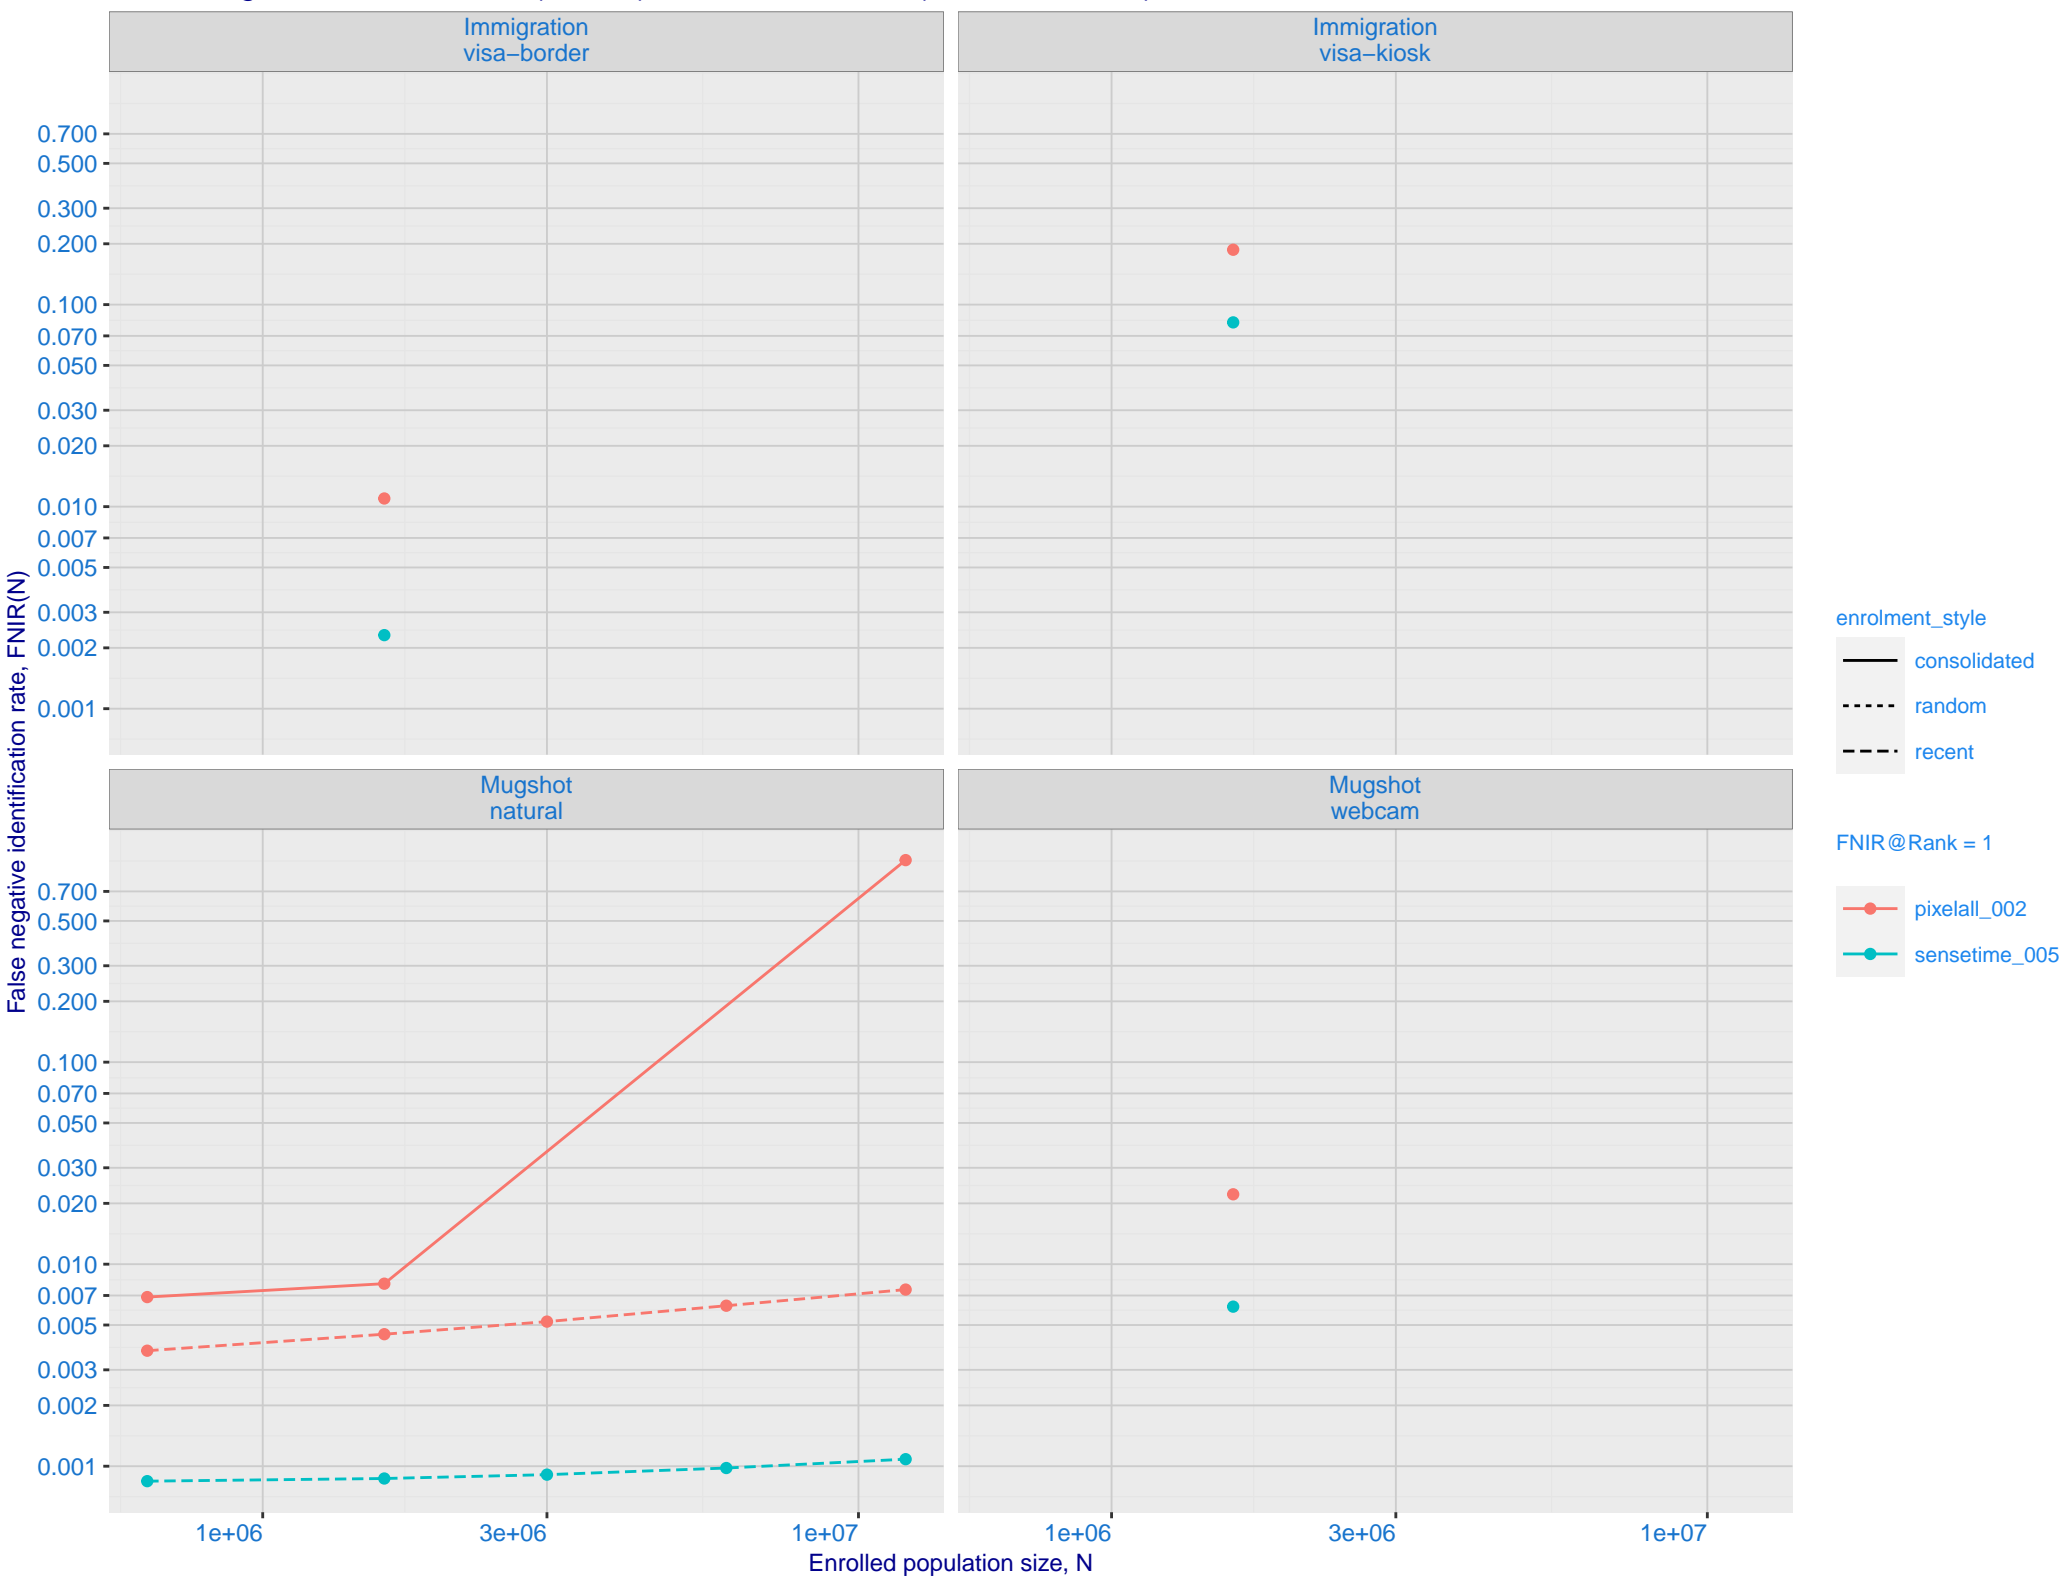 Immigration
visa−border
Immigration
visa−kiosk
0.700
0.500
0.300
0.200
0.100
0.070
0.050
0.030
0.020
0.010
0.007
0.005
0.003
0.002
0.001
False negative identification rate, FNIR(N)
Mugshot
natural
Mugshot
webcam
0.700
0.500
0.300
0.200
0.100
0.070
0.050
0.030
0.020
0.010
0.007
0.005
0.003
0.002
0.001
1e+06
3e+06
1e+07
1e+06
3e+06
1e+07
Enrolled population size, N
enrolment_style
consolidated
random
recent
FNIR@Rank = 1
pixelall_002
sensetime_005